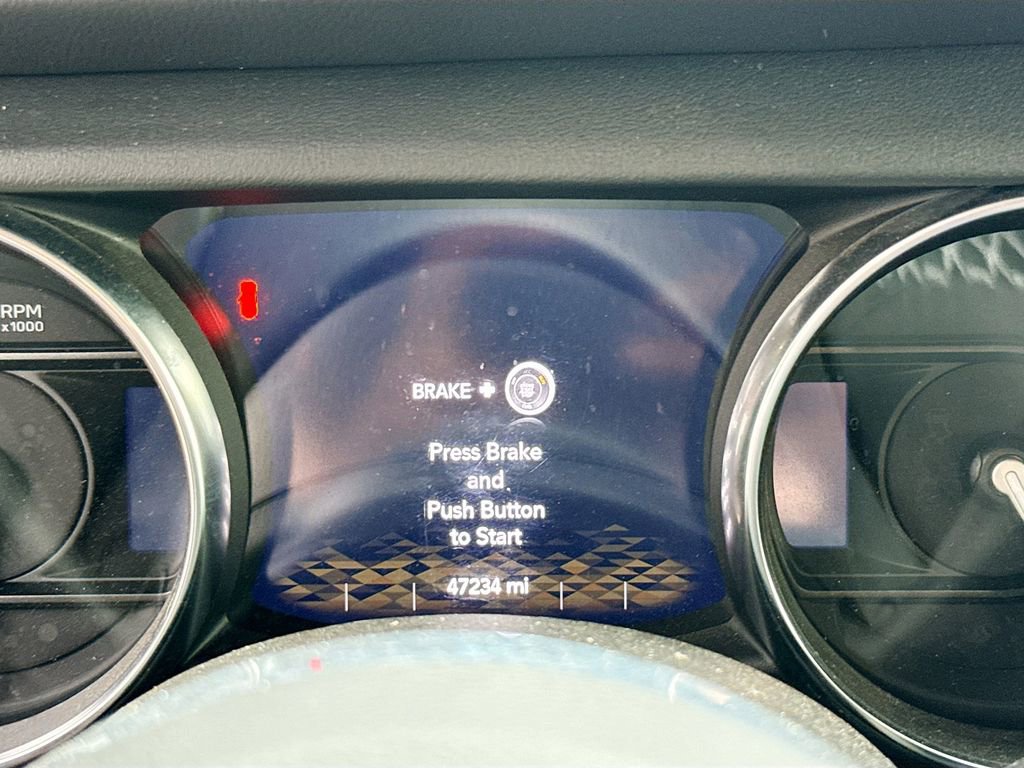 RPM
x1000
BRAKE +
Press Brake
and
Push Button
to Start
47234 mi